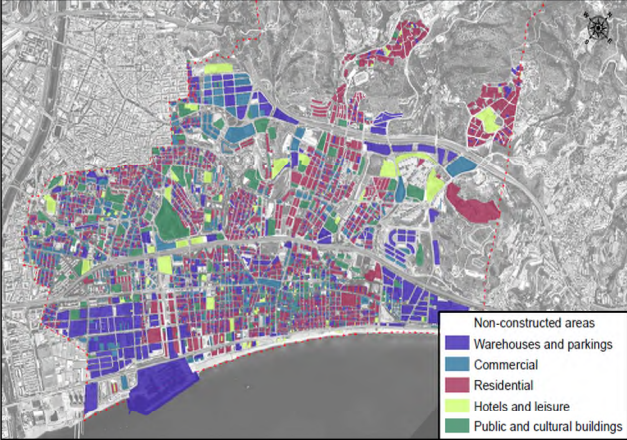 Non-constructed areas
Warehouses and parkings
Commercial
Residential
Hotels and leisure
Public and cultural buildings